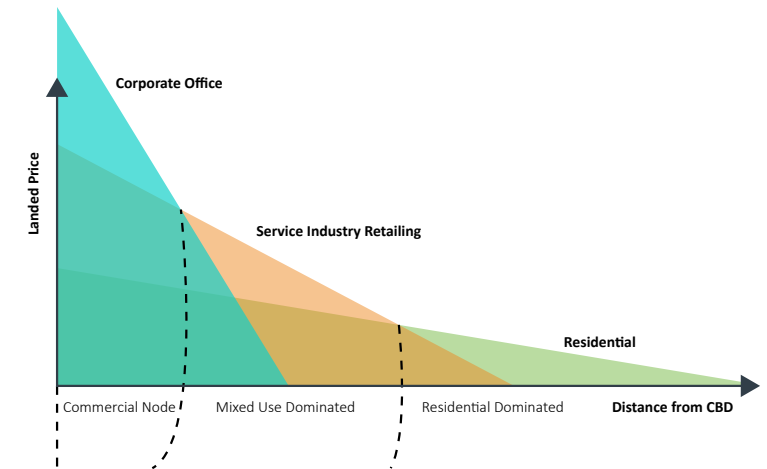 Corporate Office
Landed Price
Service Industry Retailing
Residential
Commercial Node
Mixed Use Dominated
Residential Dominated
Distance from CBD